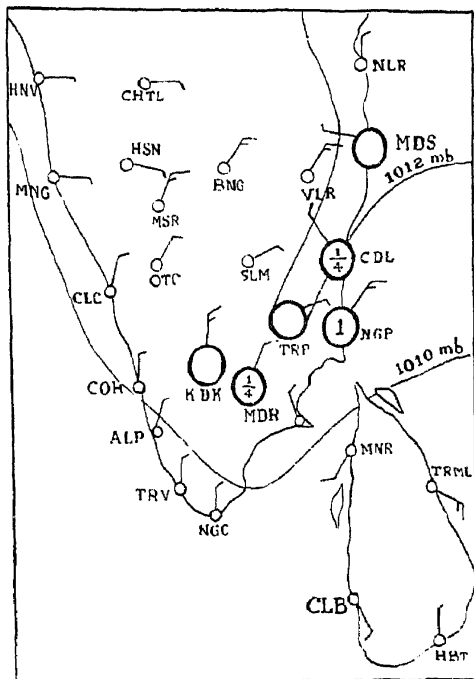 NLR
HNV
CHTL
MDS
HSN
1012 mb
MNG
BNG
VLR
MSR
CDL
1/4
OTC
SLM
CLC
1
NGP
TRP
1010 mb
COH
KDK
1/4
MDR
ALP
MNR
TRML
TRV
NGC
CLB
HBT